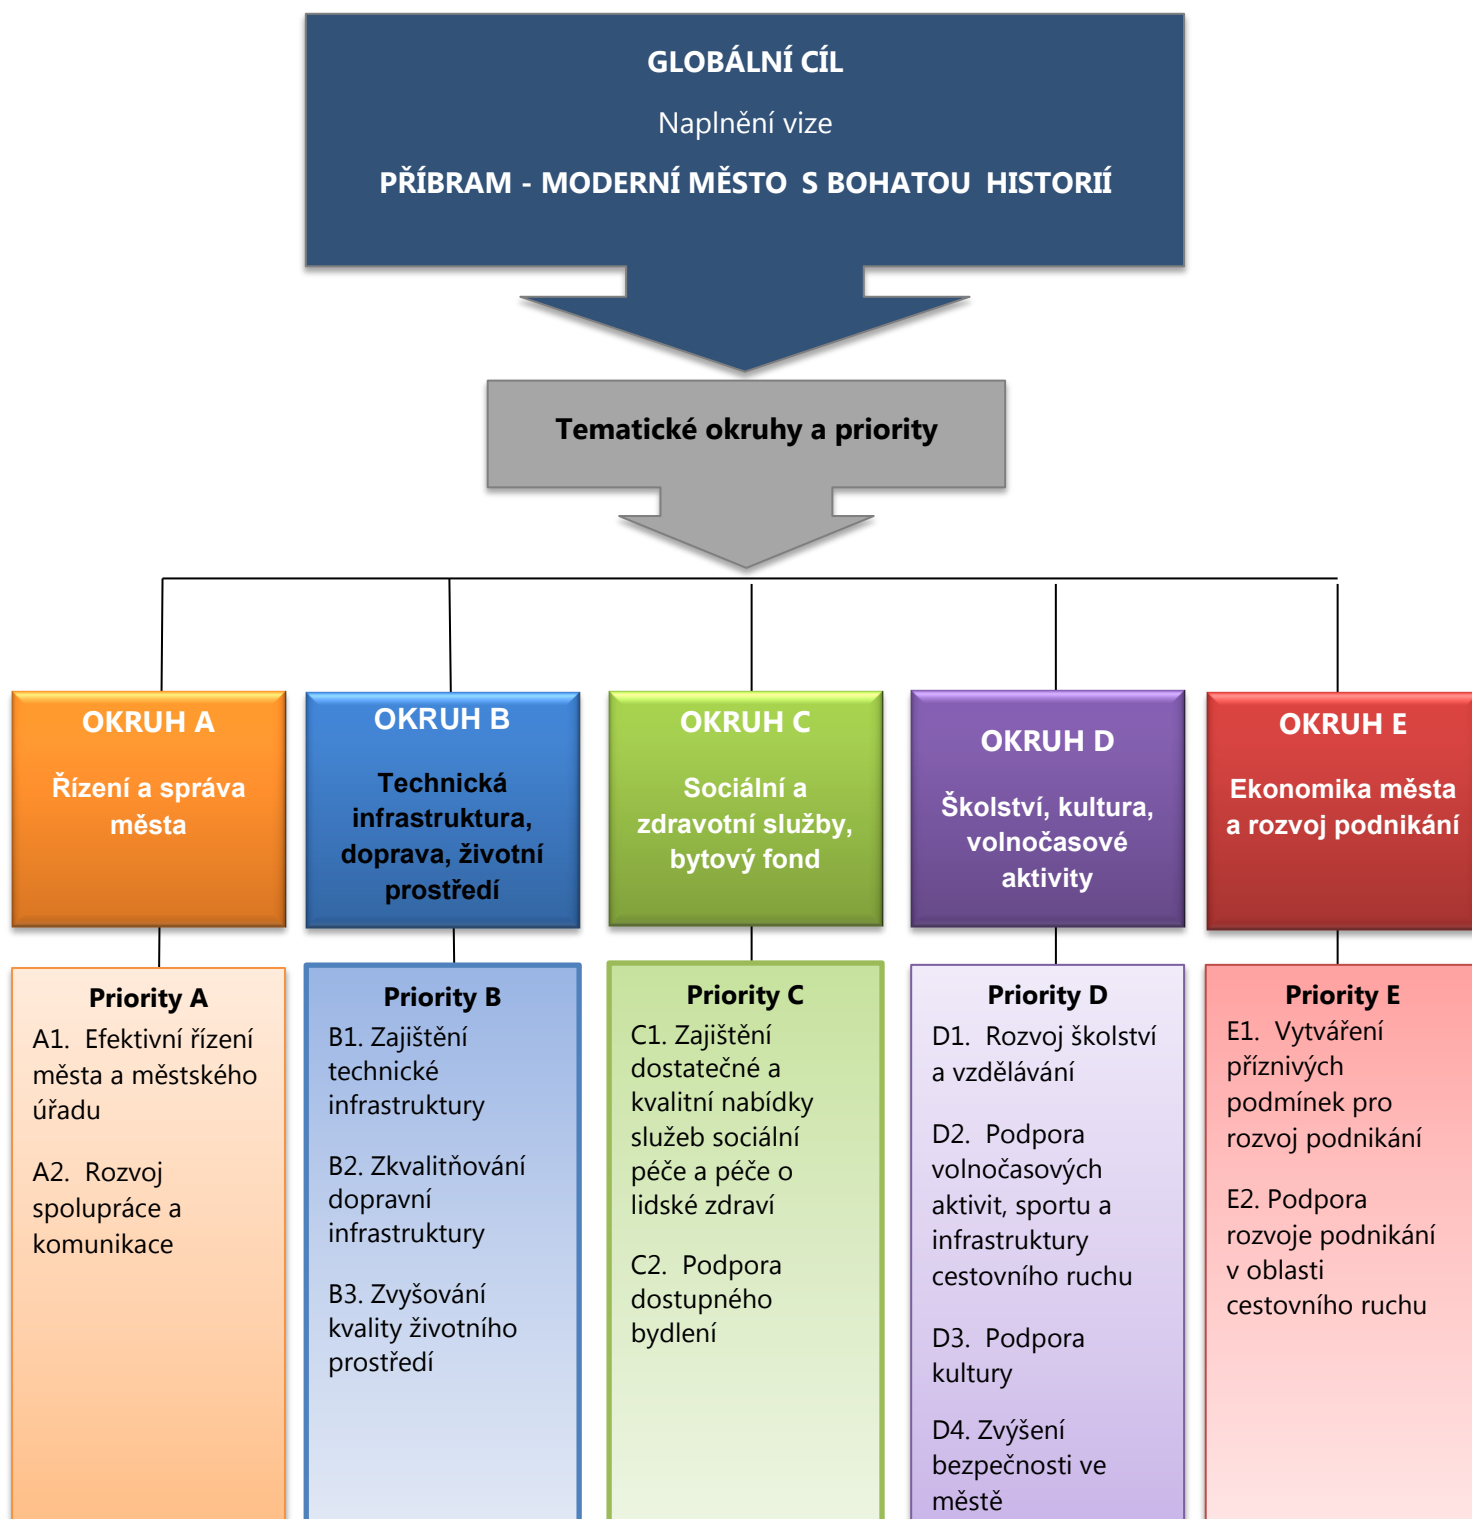 GLOBÁLNÍ CÍL
Naplnění vize
PŘÍBRAM - MODERNÍ MĚSTO S BOHATOU HISTORIÍ
Tematické okruhy a priority
OKRUH A
Řízení a správa
města
OKRUH B
Technická
infrastruktura,
doprava, životní
prostředí
OKRUH C
Sociální a
zdravotní služby,
bytový fond
OKRUH D
Školství, kultura,
volnočasové
aktivity
OKRUH E
Ekonomika města
a rozvoj podnikání
Priority A
A1. Efektivní řízení
města a městského
úřadu
A2. Rozvoj
spolupráce a
komunikace
Priority B
B1. Zajištění
technické
infrastruktury
B2. Zkvalitňování
dopravní
infrastruktury
B3. Zvyšování
kvality životního
prostředí
Priority C
C1. Zajištění
dostatečné a
kvalitní nabídky
služeb sociální
péče a péče o
lidské zdraví
C2. Podpora
dostupného
bydlení
Priority D
D1. Rozvoj školství
a vzdělávání
D2. Podpora
volnočasových
aktivit, sportu a
infrastruktury
cestovního ruchu
D3. Podpora
kultury
D4. Zvýšení
bezpečnosti ve
městě
Priority E
E1. Vytváření
příznivých
podmínek pro
rozvoj podnikání
E2. Podpora
rozvoje podnikání
v oblasti
cestovního ruchu